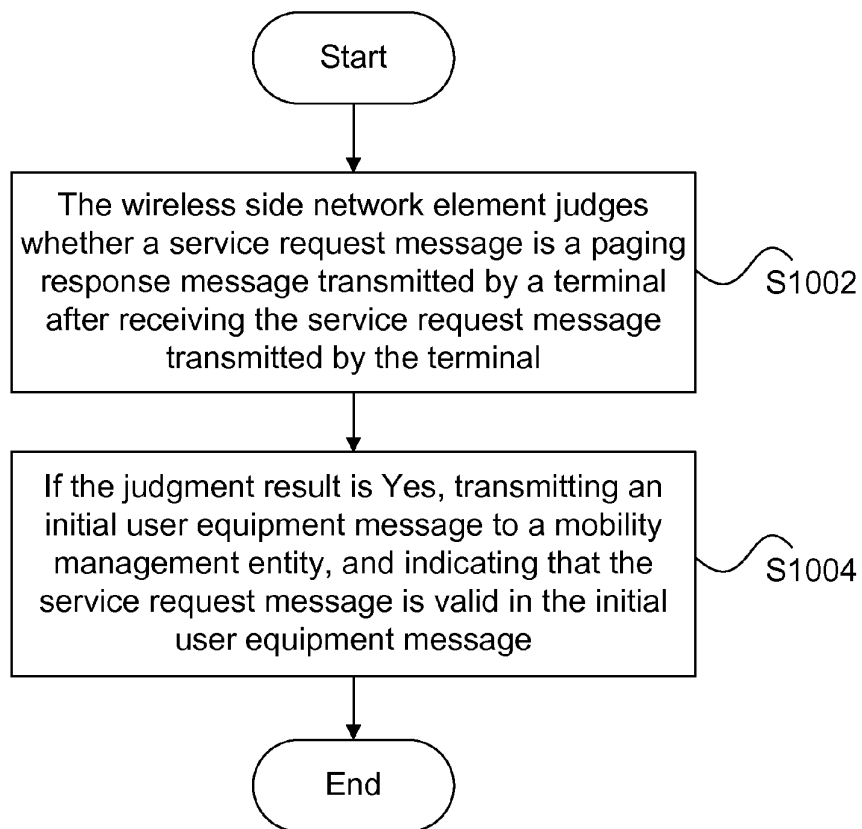 Start
The wireless side network element judges
whether a service request message is a paging
response message transmitted by a terminal
after receiving the service request message
transmitted by the terminal
S1002
If the judgment result is Yes, transmitting an
initial user equipment message to a mobility
management entity, and indicating that the
service request message is valid in the initial
user equipment message
S1004
End